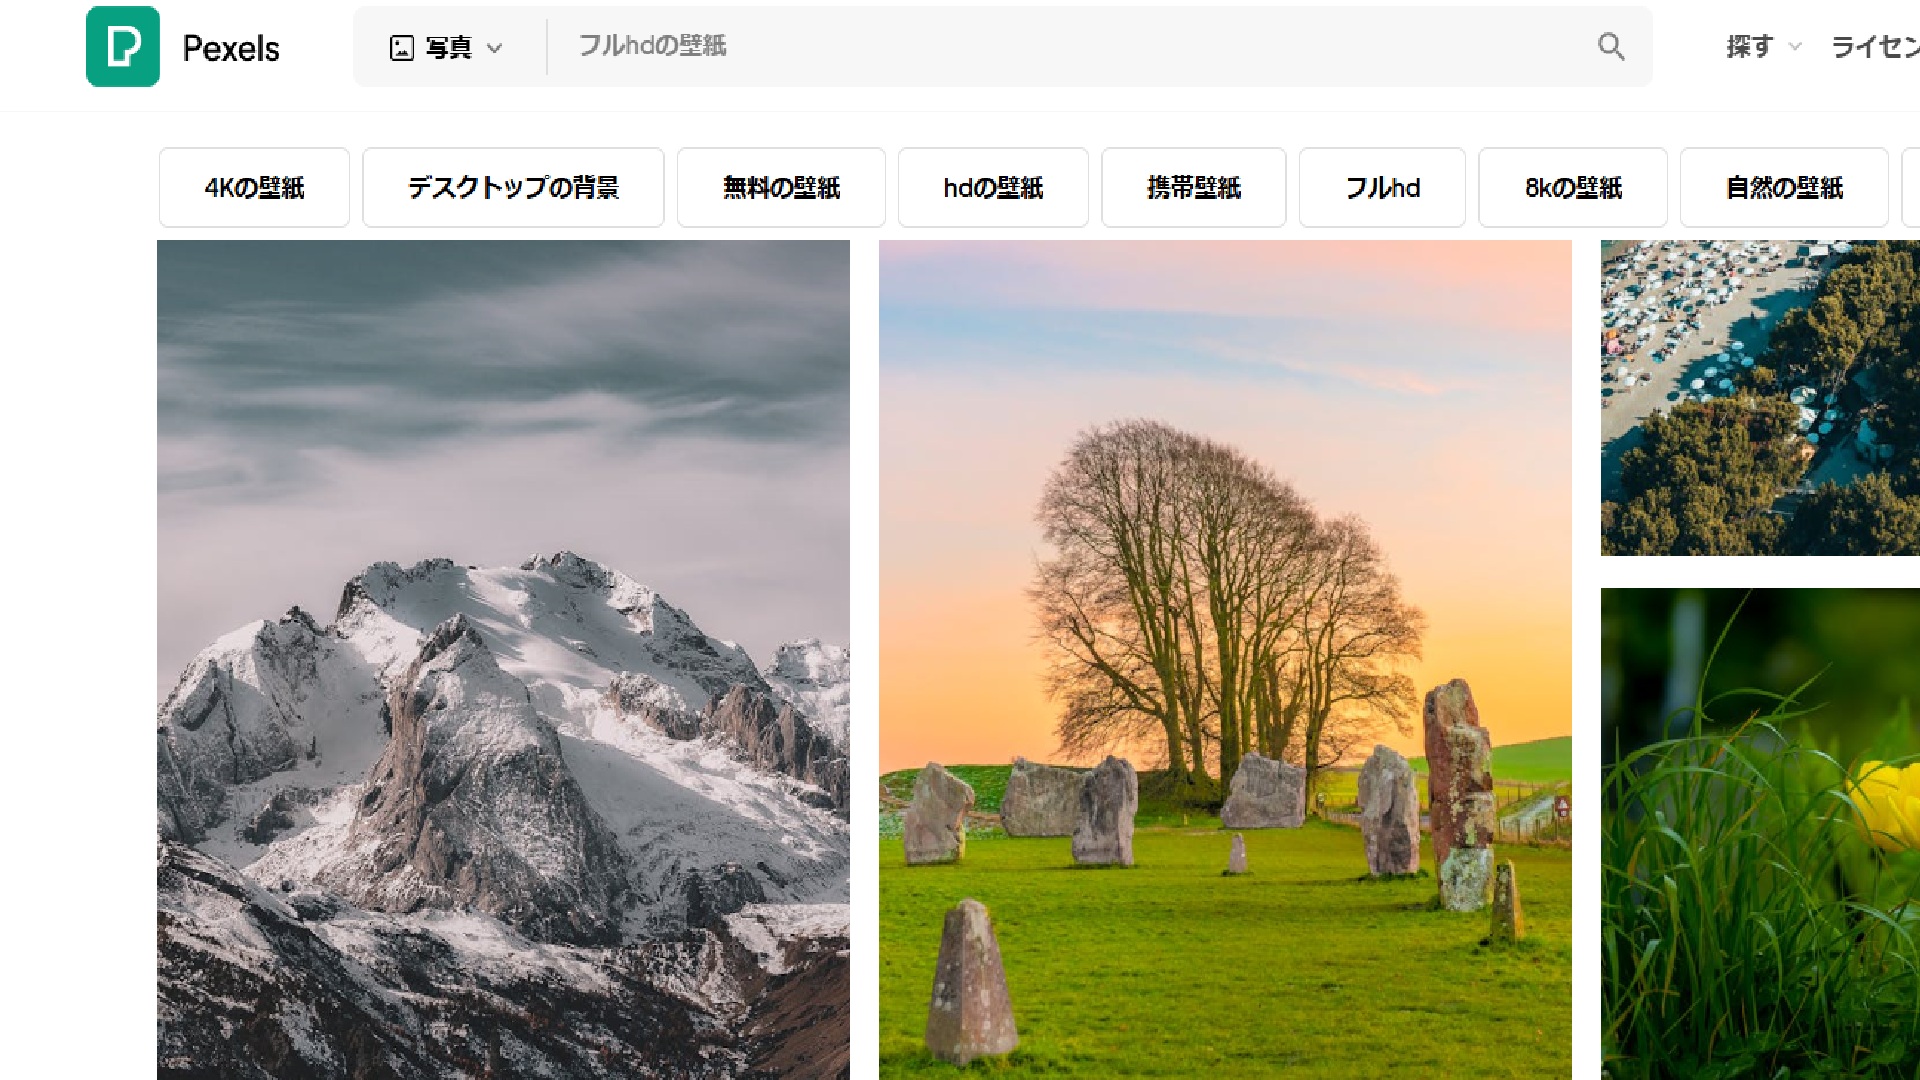 Pexels
写真
フルhdの壁紙
探す
ライセン
4Kの壁紙
デスクトップの背景
無料の壁紙
hdの壁紙
携帯壁紙
フルhd
8kの壁紙
自然の壁紙